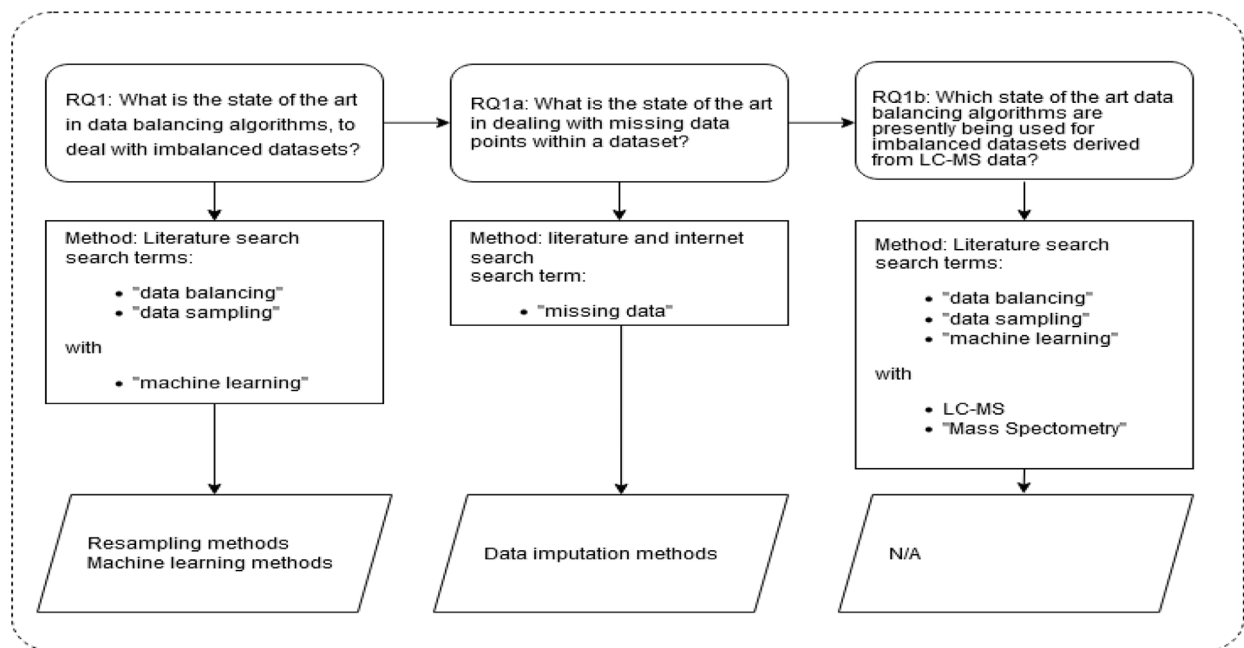 RQ1: What is the state of the art
in data balancing algorithms, to
deal with imbalanced datasets?
RQ1a: What is the state of the art
in dealing with missing data
points within a dataset?
RQ1b: Which state of the art data
balancing algorithms are
presently being used for
imbalanced datasets derived
from LC-MS data?
Method: Literature search
search terms:
• "data balancing"
• "data sampling"
with
• "machine learning"
Method: literature and internet
search
search term:
• "missing data"
Method: Literature search
search terms:
• "data balancing"
• "data sampling"
• "machine learning"
with
• LC-MS
• "Mass Spectometry"
Resampling methods
Machine learning methods
Data imputation methods
N/A